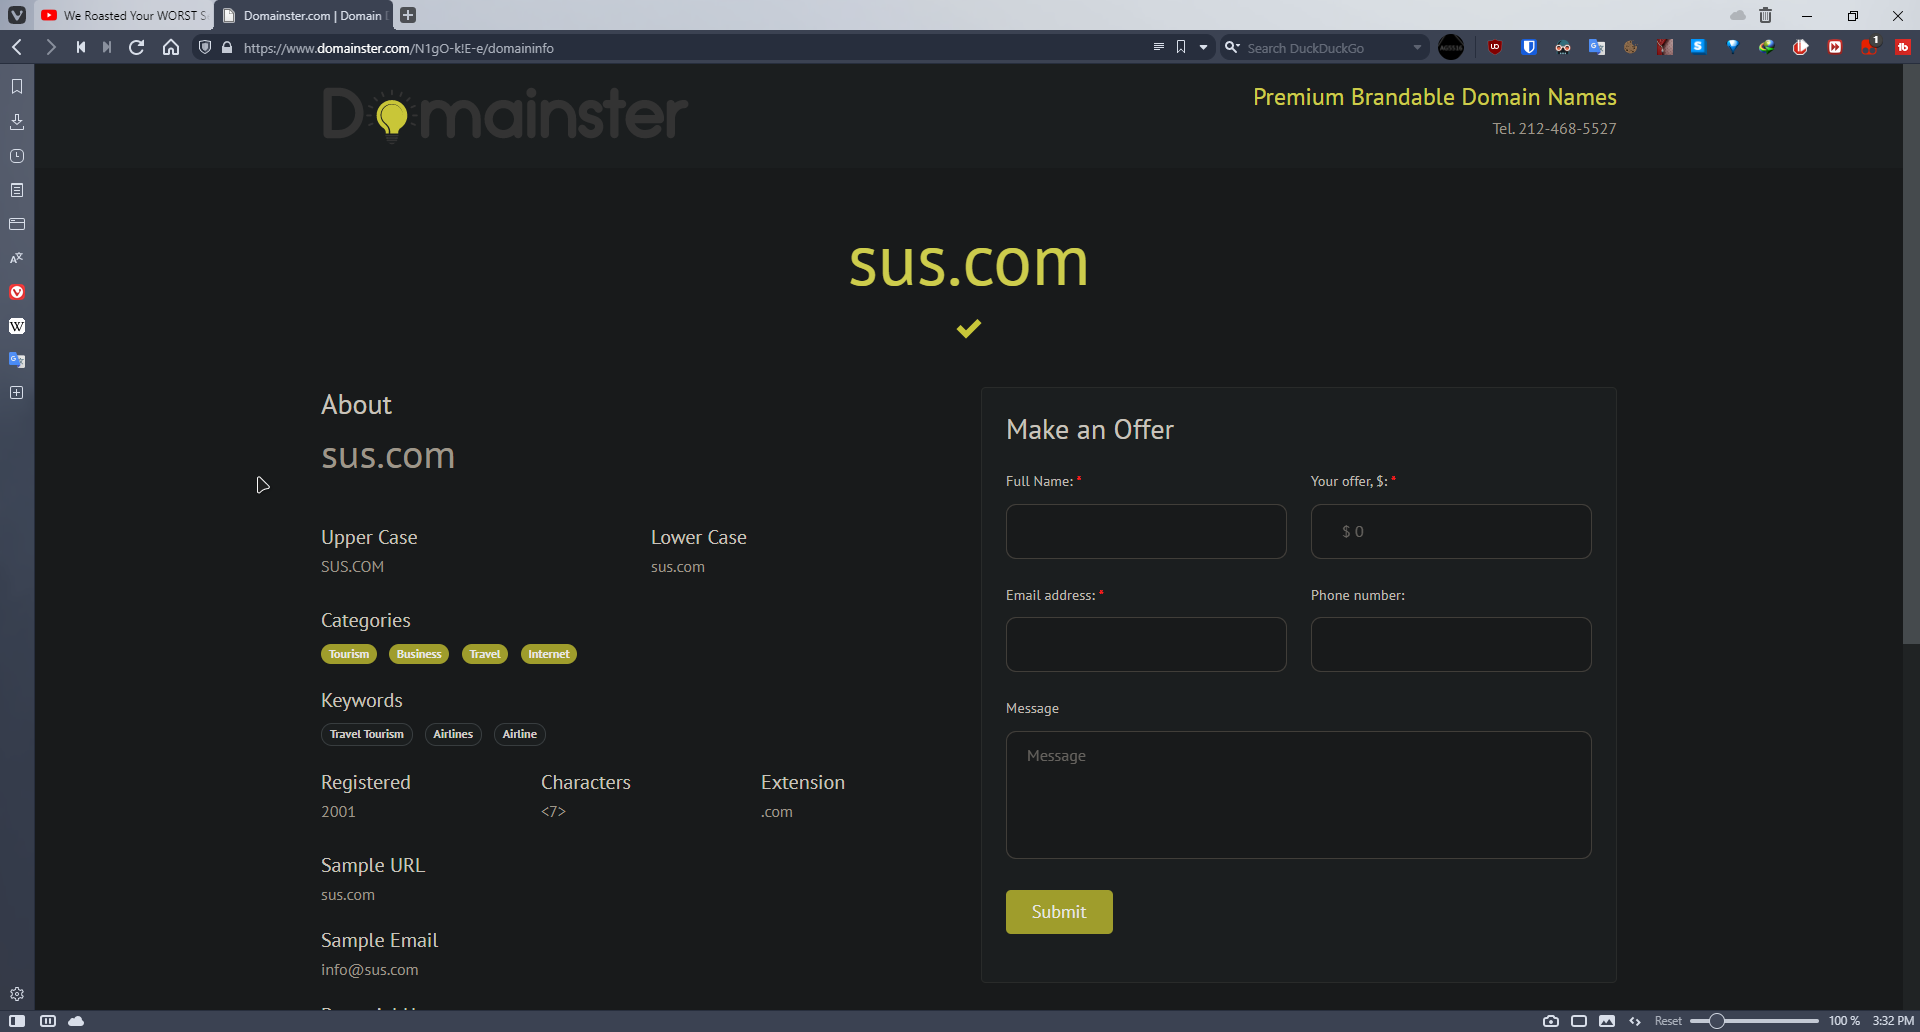 We Roasted Your WORST S
Domainster.com | Domain
https://www.domainster.com/N1gO-k!E-e/domaininfo
Search DuckDuckGo
1
Domainster
Premium Brandable Domain Names
Tel. 212-468-5527
sus.com
About
sus.com
Upper Case
Lower Case
SUS.COM
sus.com
Categories
Tourism Business Travel Internet
Keywords
Travel Tourism Airlines Airline
Registered
Characters
Extension
2001
<7>
.com
Sample URL
sus.com
Sample Email
info@sus.com
Make an Offer
Full Name: *
Your offer, $: *
$ 0
Email address: *
Phone number:
Message
Message
Submit
Reset
100 %
3:32 PM